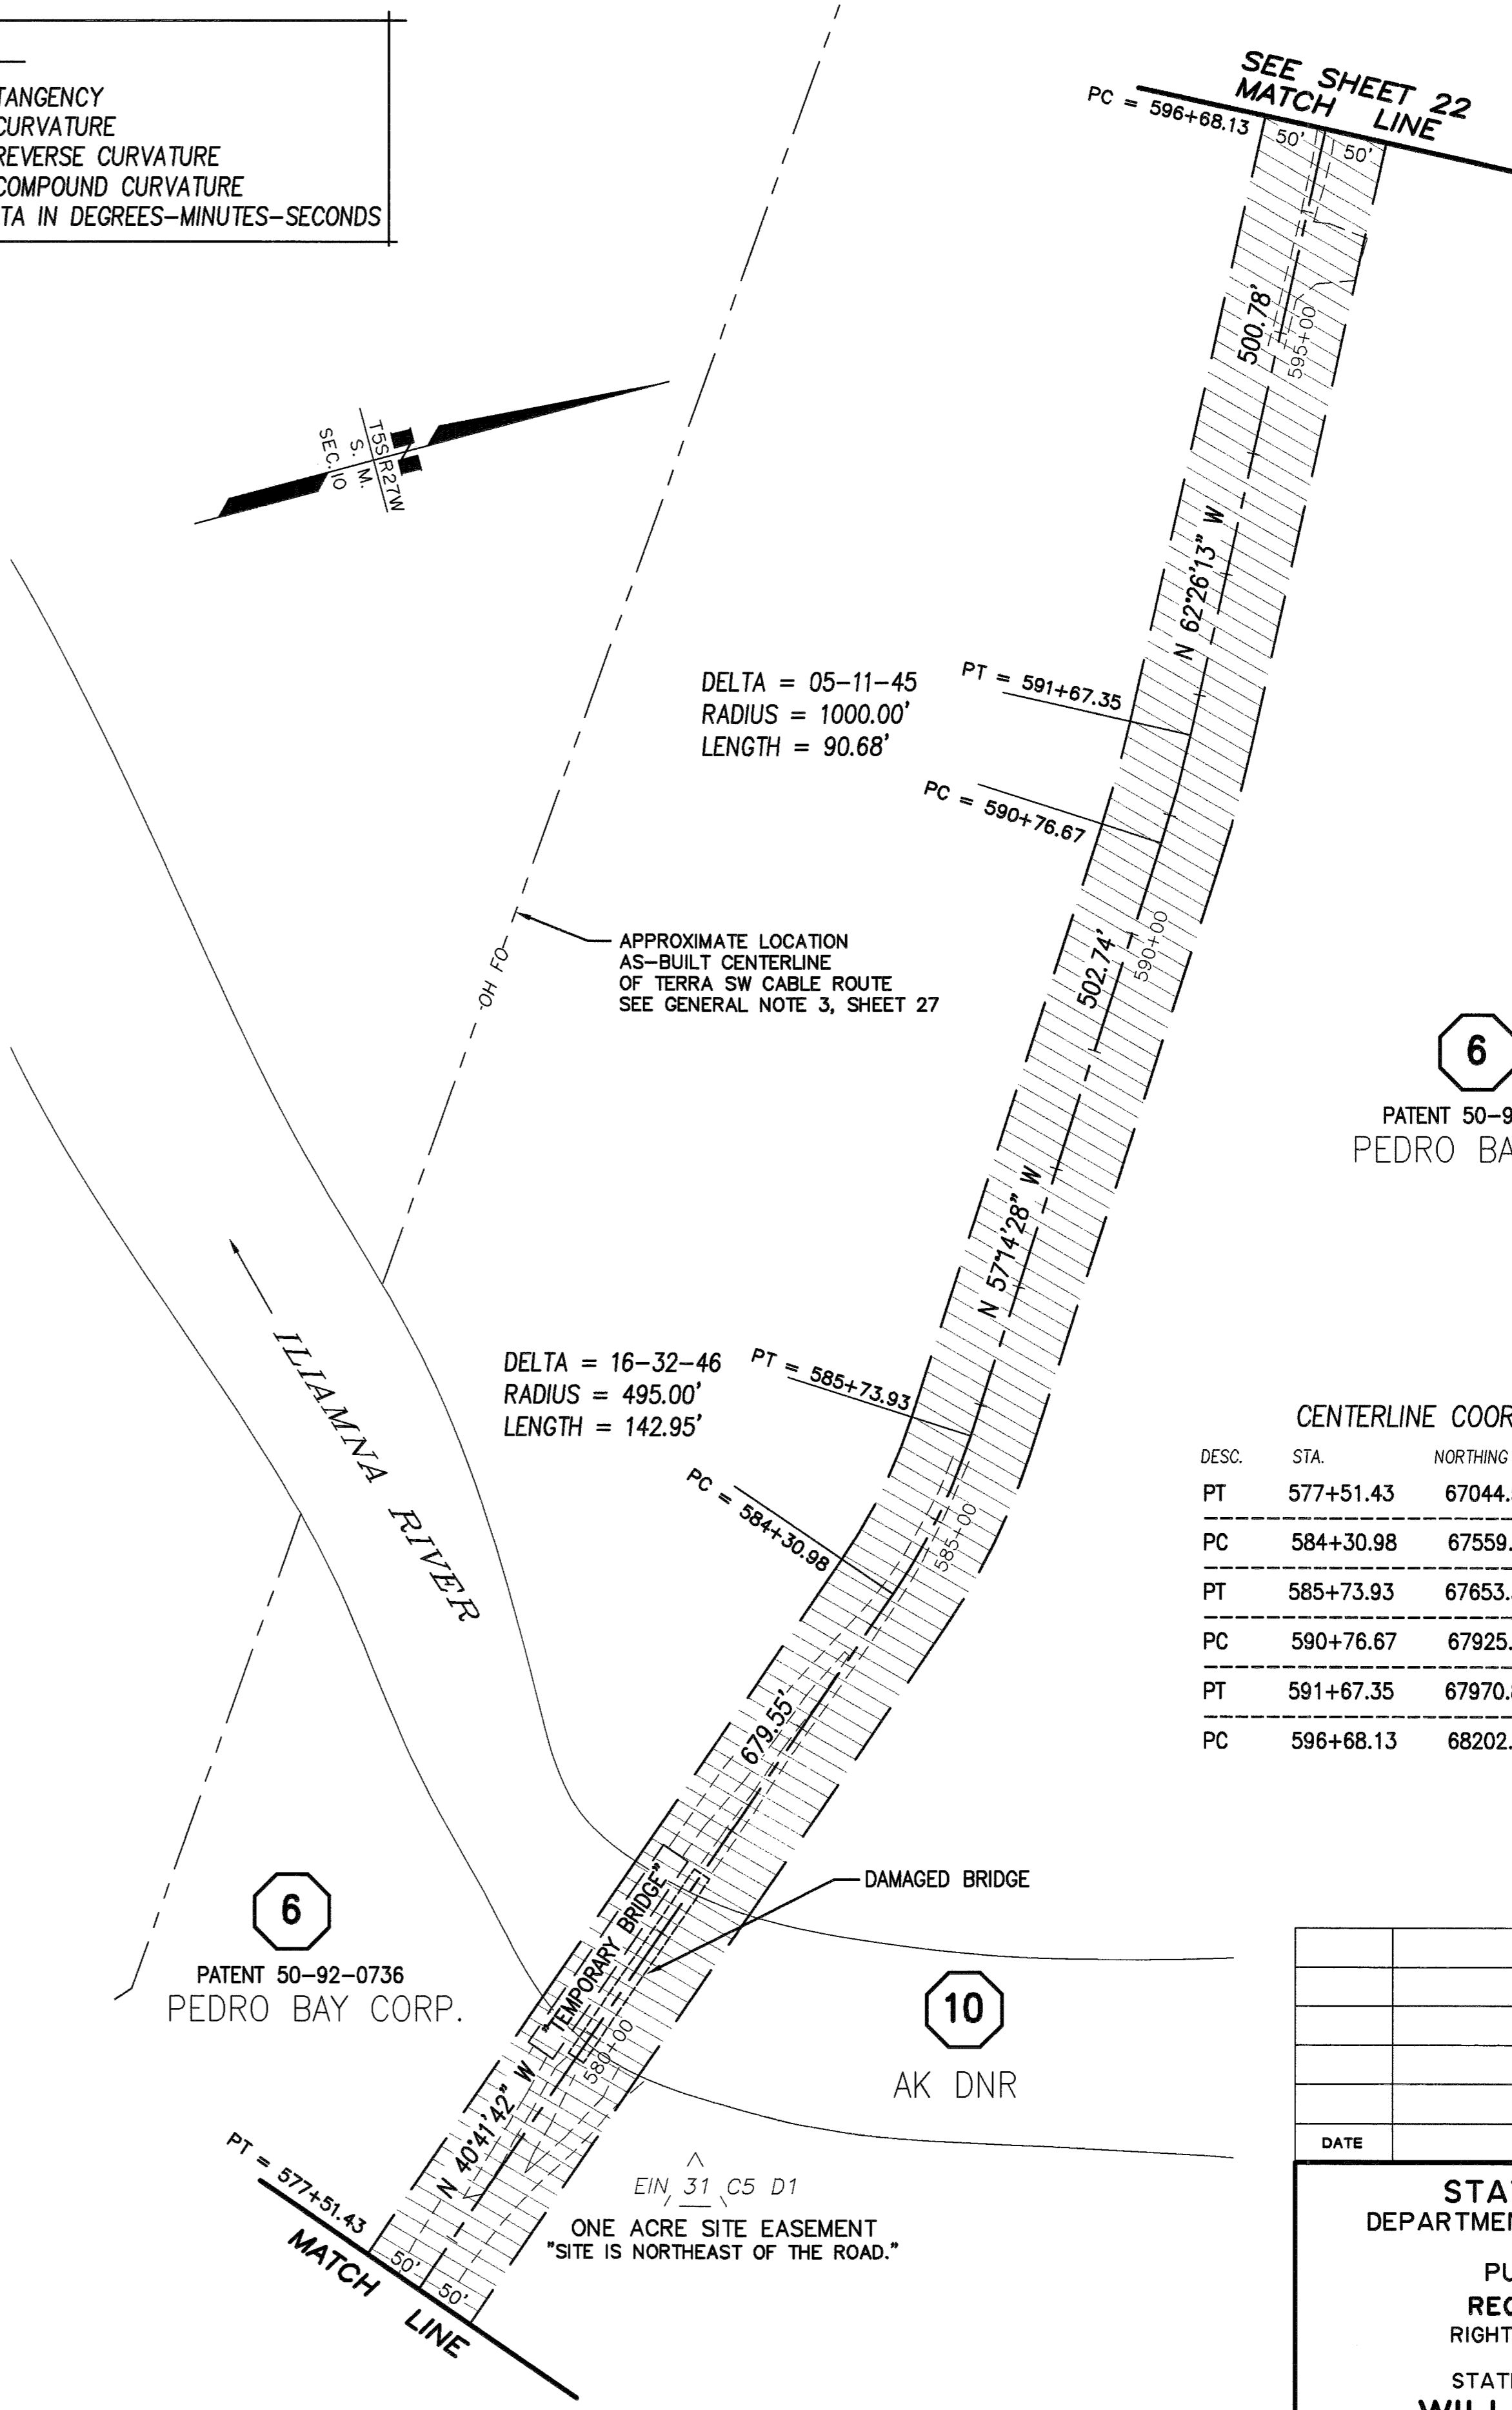 TANGENCY
CURVATURE
REVERSE CURVATURE
COMPOUND CURVATURE
TA IN DEGREES-MINUTES-SECONDS
SEE SHEET 22
MATCH LINE
PC = 596+68.13
50' 50'
500.78'
595+00
T5S R27W
S. M.
SEC. 10
N 62°26'13" W
DELTA = 05-11-45
RADIUS = 1000.00'
LENGTH = 90.68'
PT = 591+67.35
PC = 590+76.67
590+00
502.74'
APPROXIMATE LOCATION
AS-BUILT CENTERLINE
OF TERRA SW CABLE ROUTE
SEE GENERAL NOTE 3, SHEET 27
OH FO
6
PATENT 50-9
PEDRO BA
N 57°14'28" W
DELTA = 16-32-46
RADIUS = 495.00'
LENGTH = 142.95'
PT = 585+73.93
PC = 584+30.98
585+00
ILIAMNA RIVER
CENTERLINE COOR
DESC. STA. NORTHING
PT 577+51.43 67044.
PC 584+30.98 67559.
PT 585+73.93 67653.
PC 590+76.67 67925.
PT 591+67.35 67970.
PC 596+68.13 68202.
679.55'
DAMAGED BRIDGE
"TEMPORARY BRIDGE"
580+00
6
PATENT 50-92-0736
PEDRO BAY CORP.
10
AK DNR
N 40°41'42" W
PT = 577+51.43
50' 50'
MATCH LINE
EIN 31 C5 D1
ONE ACRE SITE EASEMENT
"SITE IS NORTHEAST OF THE ROAD."
DATE
STA
DEPARTMEN
PU
REC
RIGHT
STAT
WILL